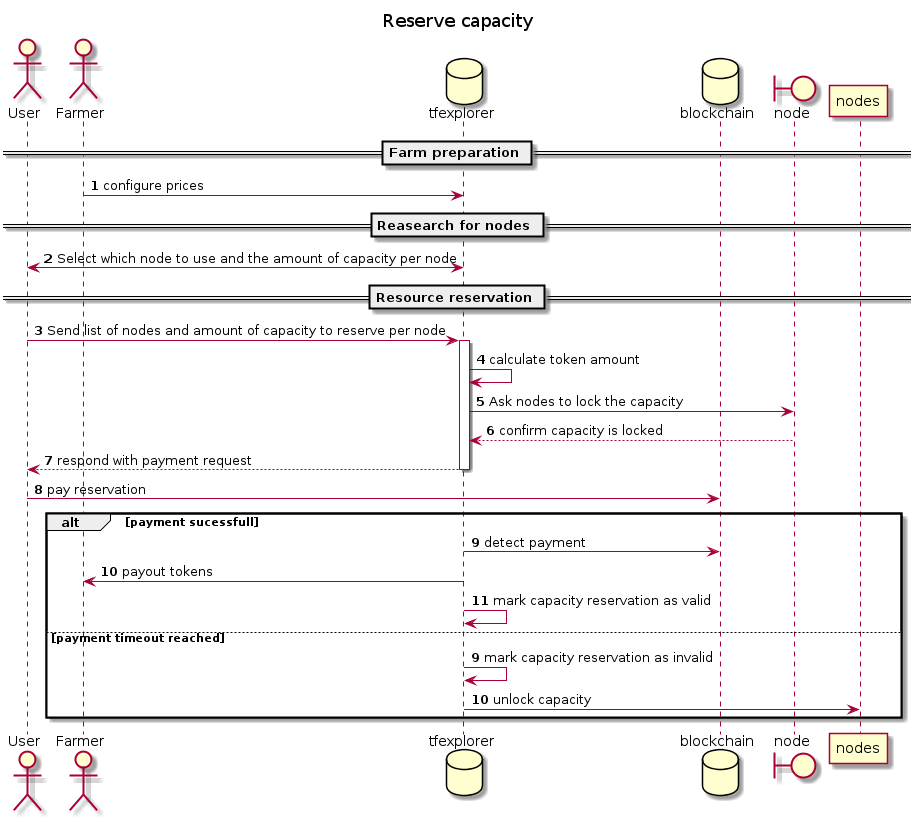 Reserve capacity
User
Farmer
tfexplorer
blockchain
node
nodes
Farm preparation
1 configure prices
Reasearch for nodes
2 Select which node to use and the amount of capacity per node
Resource reservation
3 Send list of nodes and amount of capacity to reserve per node
4 calculate token amount
5 Ask nodes to lock the capacity
6 confirm capacity is locked
7 respond with payment request
8 pay reservation
alt [payment sucessfull]
9 detect payment
10 payout tokens
11 mark capacity reservation as valid
[payment timeout reached]
9 mark capacity reservation as invalid
10 unlock capacity
User
Farmer
tfexplorer
blockchain
node
nodes